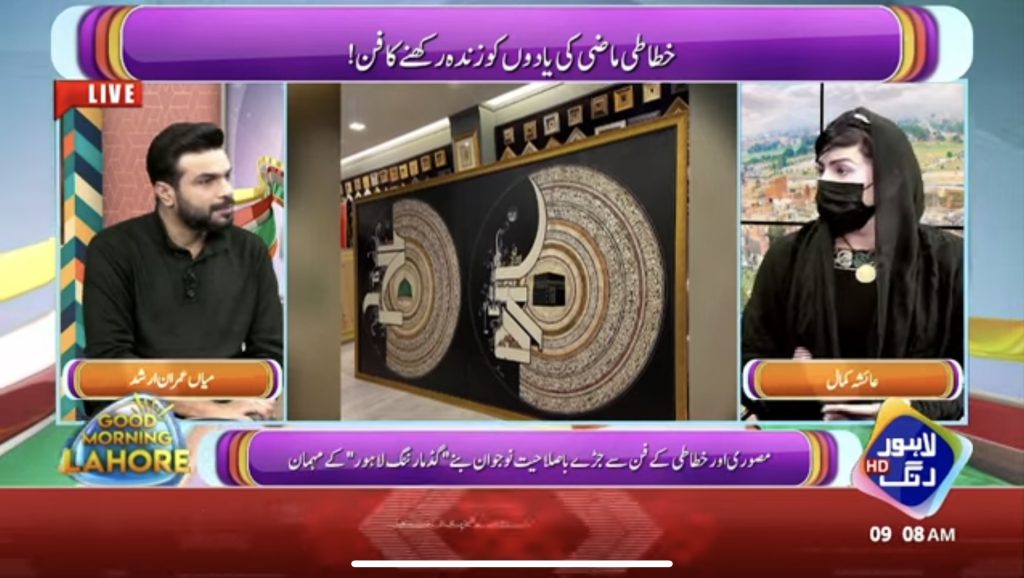 خطاطی ماضی کی یادوں کو زندہ رکھنے کا فن!
LIVE
میاں عمران ارشد
عائشہ کمال
GOOD
MORNING
LAHORE
مصوری اور خطاطی کے فن سے جڑے باصلاحیت نوجوان بنے "گڈ مارننگ لاہور" کے مہمان
لاہور
HD
رنگ
09 08 AM